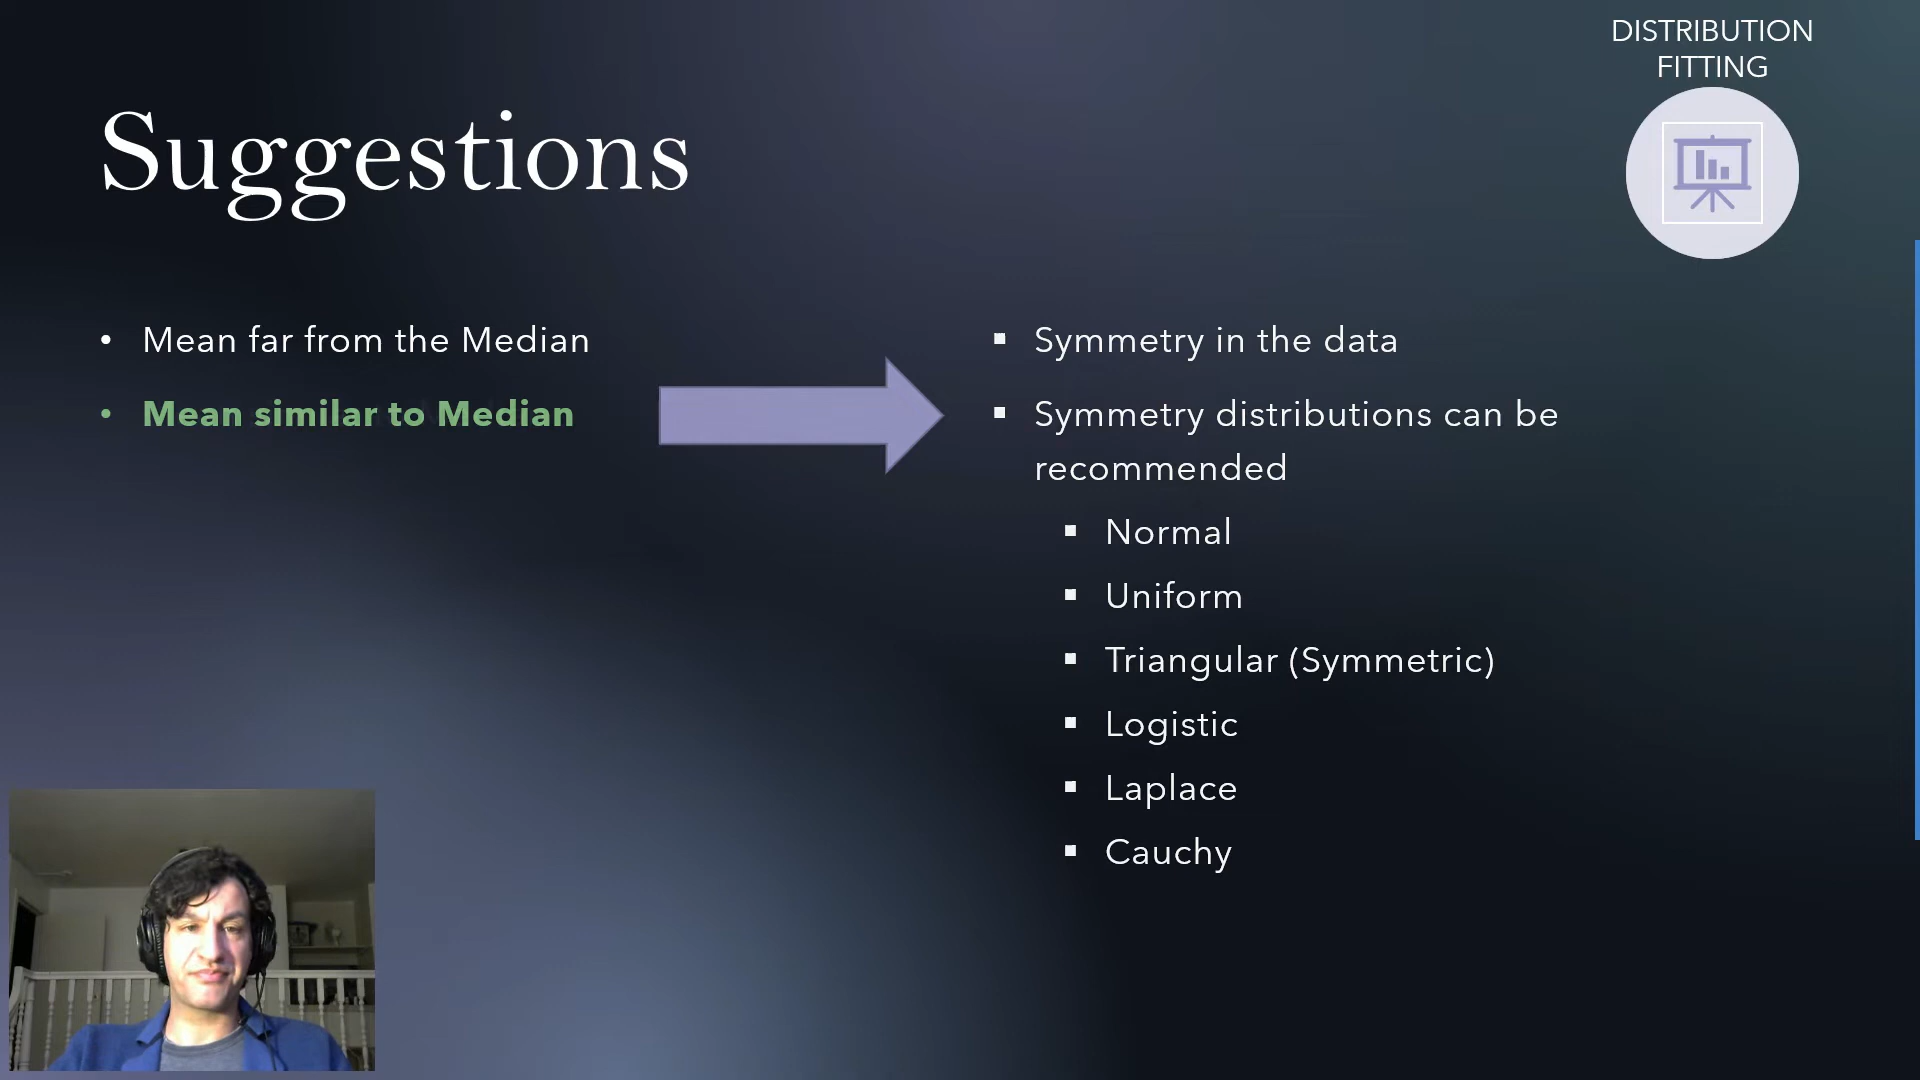 DISTRIBUTION
FITTING
Suggestions
• Mean far from the Median
• Mean similar to Median
▪ Symmetry in the data
▪ Symmetry distributions can be
recommended
▪ Normal
▪ Uniform
▪ Triangular (Symmetric)
▪ Logistic
▪ Laplace
▪ Cauchy